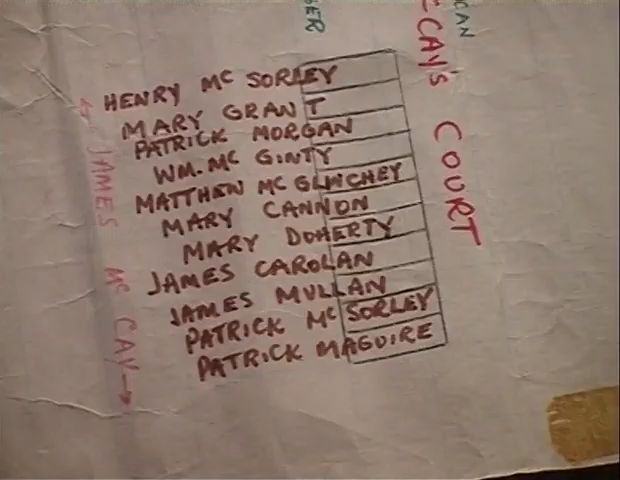 HENRY Mc SORLEY
MARY GRANT
PATRICK MORGAN
WM. Mc GINTY
MATTHEW Mc GLINCHEY
MARY CANNON
MARY DOHERTY
JAMES CAROLAN
JAMES MULLAN
PATRICK Mc SORLEY
PATRICK MAGUIRE
← JAMES Mc CAY →
CAY'S COURT